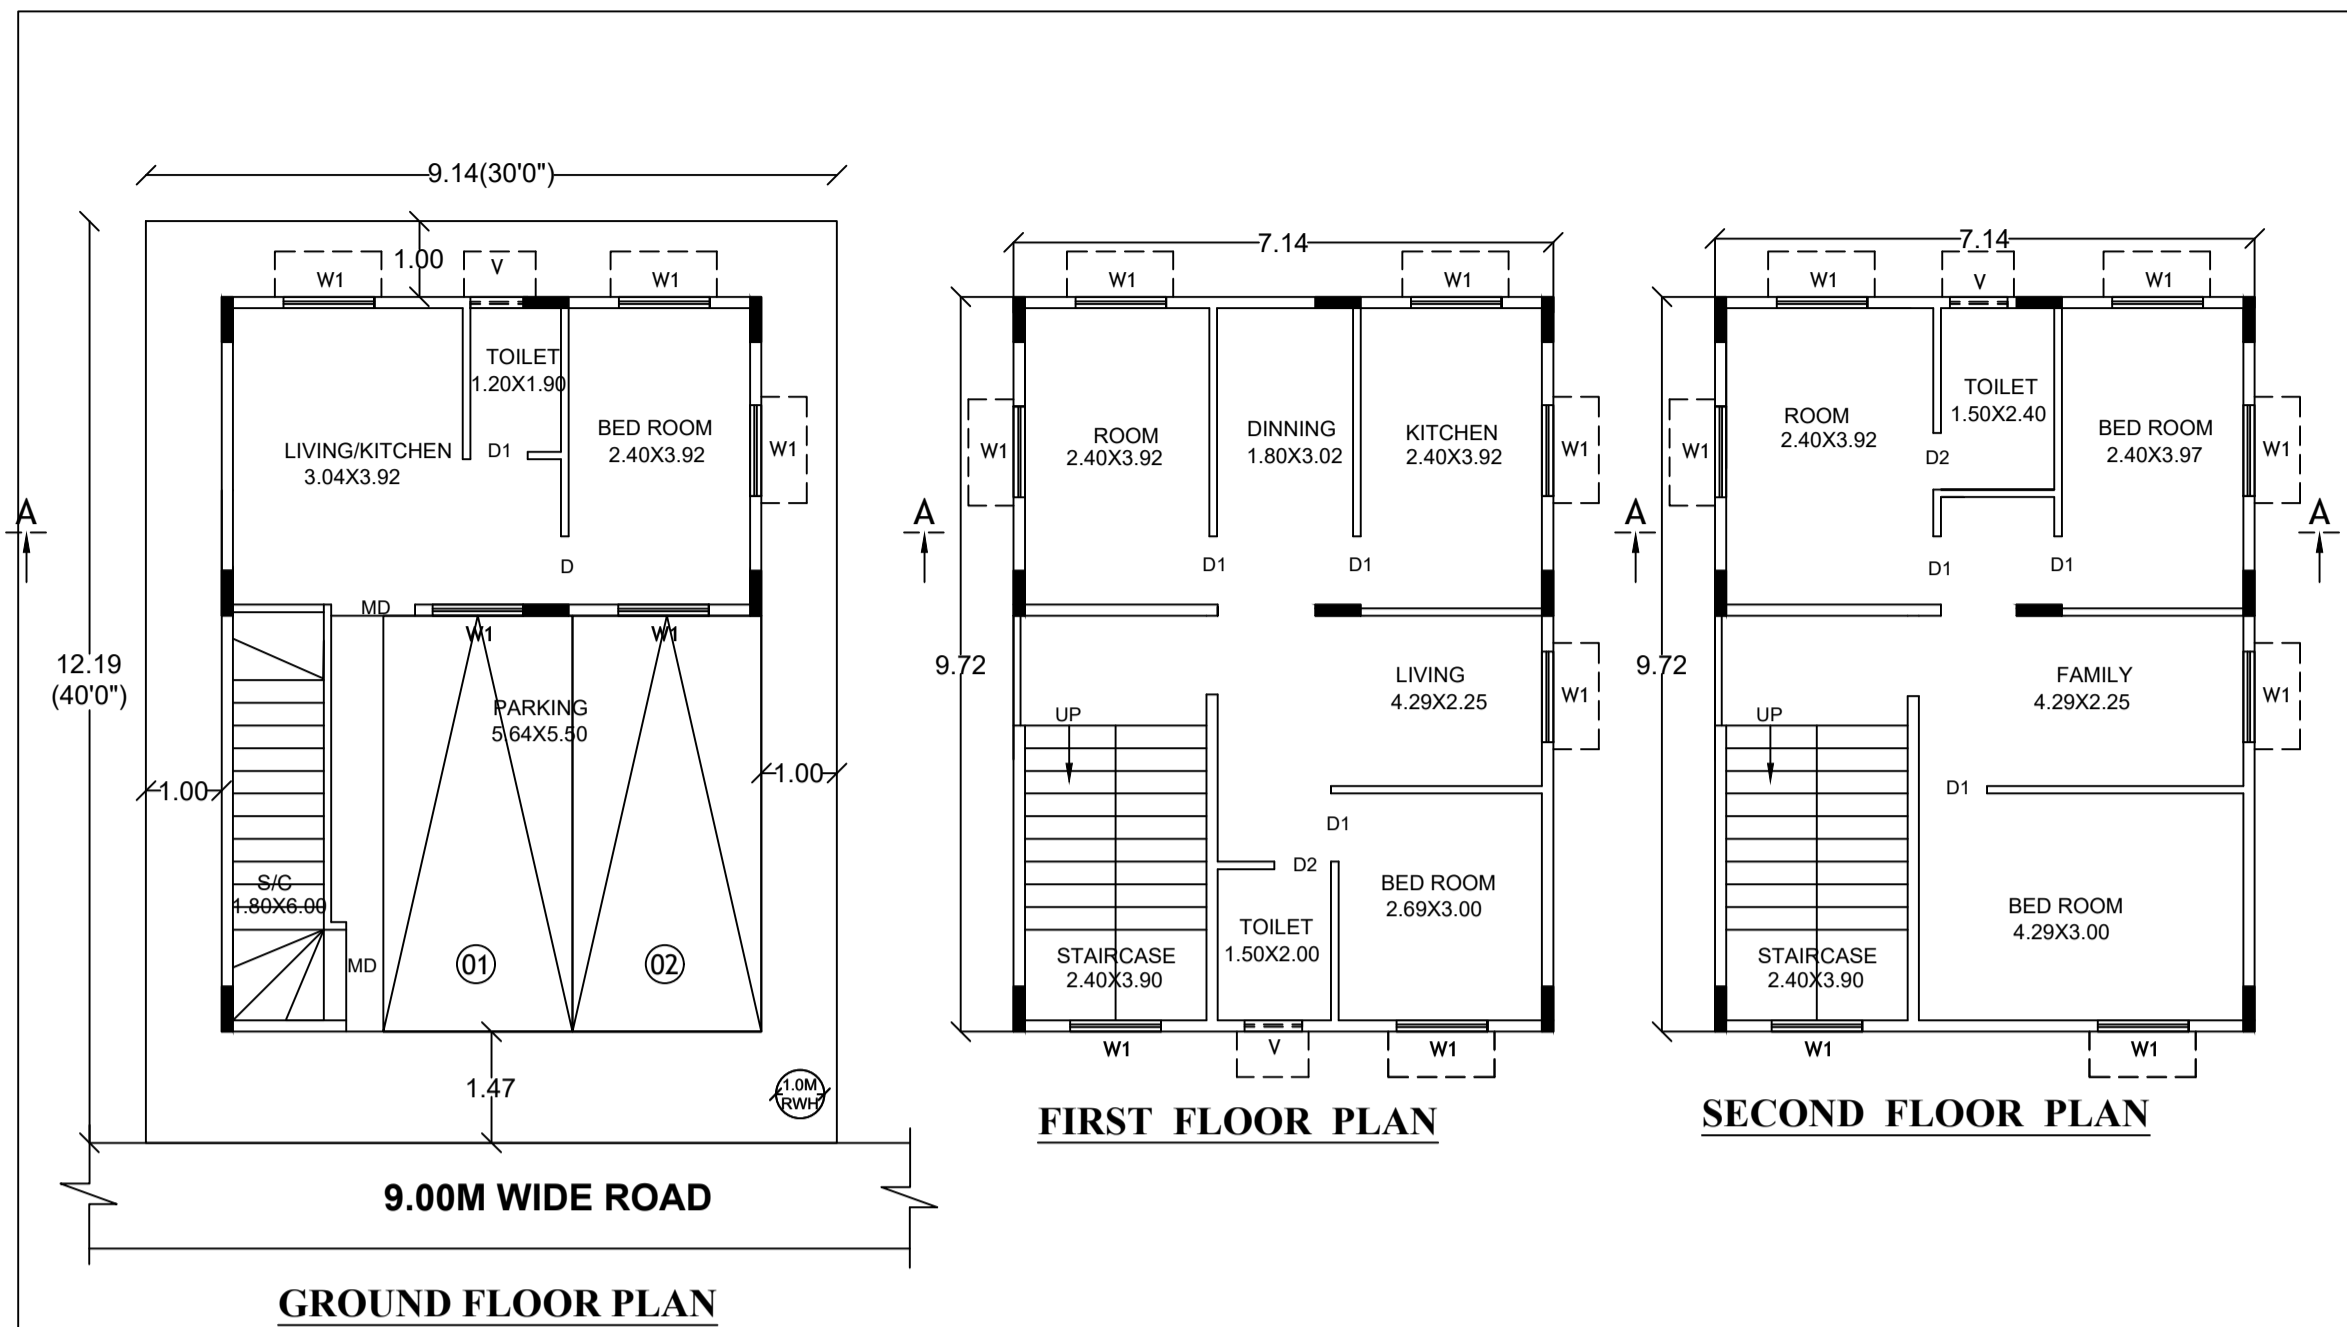 9.14(30'0")
1.00
W1
V
W1
TOILET
1.20X1.90
BED ROOM
2.40X3.92
LIVING/KITCHEN
3.04X3.92
D1
W1
A
D
MD
W1
W1
12.19
(40'0")
PARKING
5.64X5.50
1.00
1.00
S/C
1.80X6.00
MD
01
02
1.47
1.0M
RWH
9.00M WIDE ROAD
GROUND FLOOR PLAN
7.14
W1
W1
ROOM
2.40X3.92
DINNING
1.80X3.02
KITCHEN
2.40X3.92
W1
W1
A
D1
D1
9.72
LIVING
4.29X2.25
W1
UP
D1
D2
BED ROOM
2.69X3.00
TOILET
1.50X2.00
STAIRCASE
2.40X3.90
W1
V
W1
FIRST FLOOR PLAN
7.14
W1
V
W1
TOILET
1.50X2.40
ROOM
2.40X3.92
BED ROOM
2.40X3.97
W1
D2
W1
A
A
D1
D1
9.72
FAMILY
4.29X2.25
W1
UP
D1
BED ROOM
4.29X3.00
STAIRCASE
2.40X3.90
W1
W1
SECOND FLOOR PLAN